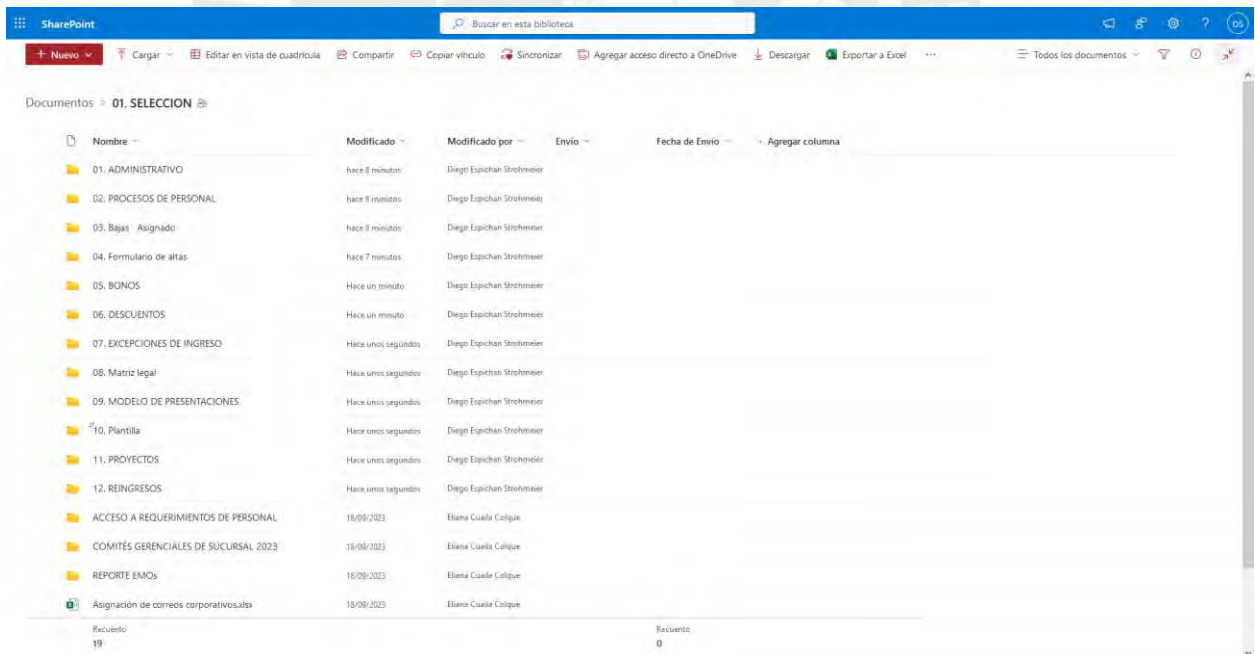 SharePoint Buscar en esta biblioteca DS
+ Nuevo Cargar Editar en vista de cuadrícula Compartir Copiar vínculo Sincronizar Agregar acceso directo a OneDrive Descargar Exportar a Excel ... Todos los documentos
Documentos > 01. SELECCION
Nombre Modificado Modificado por Envío Fecha de Envío + Agregar columna
01. ADMINISTRATIVO hace 8 minutos Diego Espichan Strohmeier
02. PROCESOS DE PERSONAL hace 8 minutos Diego Espichan Strohmeier
03. Bajas Asignado hace 8 minutos Diego Espichan Strohmeier
04. Formulario de altas hace 7 minutos Diego Espichan Strohmeier
05. BONOS Hace un minuto Diego Espichan Strohmeier
06. DESCUENTOS Hace un minuto Diego Espichan Strohmeier
07. EXCEPCIONES DE INGRESO Hace unos segundos Diego Espichan Strohmeier
08. Matriz legal Hace unos segundos Diego Espichan Strohmeier
09. MODELO DE PRESENTACIONES Hace unos segundos Diego Espichan Strohmeier
10. Plantilla Hace unos segundos Diego Espichan Strohmeier
11. PROYECTOS Hace unos segundos Diego Espichan Strohmeier
12. REINGRESOS Hace unos segundos Diego Espichan Strohmeier
ACCESO A REQUERIMIENTOS DE PERSONAL 18/09/2023 Eliana Cuaila Colque
COMITÉS GERENCIALES DE SUCURSAL 2023 18/09/2023 Eliana Cuaila Colque
REPORTE EMOs 18/09/2023 Eliana Cuaila Colque
Asignación de correos corporativos.xlsx 18/09/2023 Eliana Cuaila Colque
Recuento Recuento
19 0